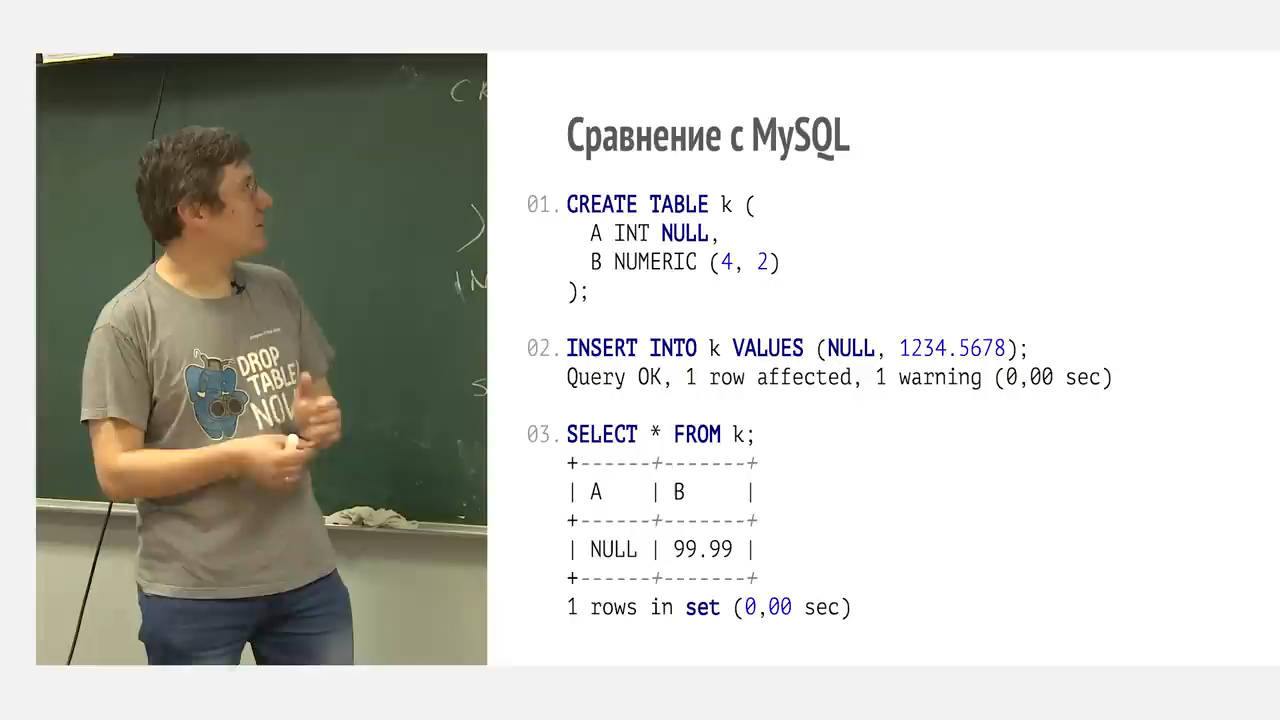 Сравнение с MySQL
01. CREATE TABLE k (
A INT NULL,
B NUMERIC (4, 2)
);
02. INSERT INTO k VALUES (NULL, 1234.5678);
Query OK, 1 row affected, 1 warning (0,00 sec)
03. SELECT * FROM k;
+------+-------+
| A    | B     |
+------+-------+
| NULL | 99.99 |
+------+-------+
1 rows in set (0,00 sec)
DROP
TABLE